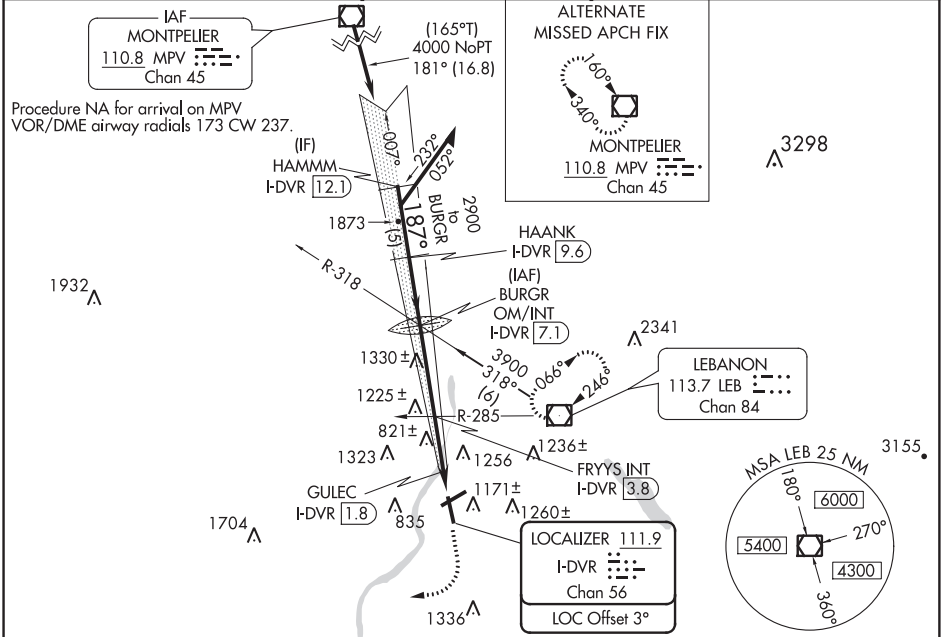 IAF
MONTPELIER
110.8 MPV
Chan 45
(165°T)
4000 NoPT
181° (16.8)
Procedure NA for arrival on MPV
VOR/DME airway radials 173 CW 237.
ALTERNATE
MISSED APCH FIX
160°
340°
MONTPELIER
110.8 MPV
Chan 45
3298
(IF)
HAMMM
I-DVR 12.1
007°
232°
052°
187°
(5)
2900
to
BURGR
1873
HAANK
I-DVR 9.6
R-318
(IAF)
BURGR
OM/INT
I-DVR 7.1
1932
2341
1330 ±
3900
318°
(6)
066°
246°
LEBANON
113.7 LEB
Chan 84
1225 ±
R-285
821±
1323
1256
1236±
FRYYS INT
I-DVR 3.8
3155
GULEC
I-DVR 1.8
835
1171±
1260±
1704
LOCALIZER 111.9
I-DVR
Chan 56
LOC Offset 3°
1336
MSA LEB 25 NM
180°
6000
270°
5400
4300
360°